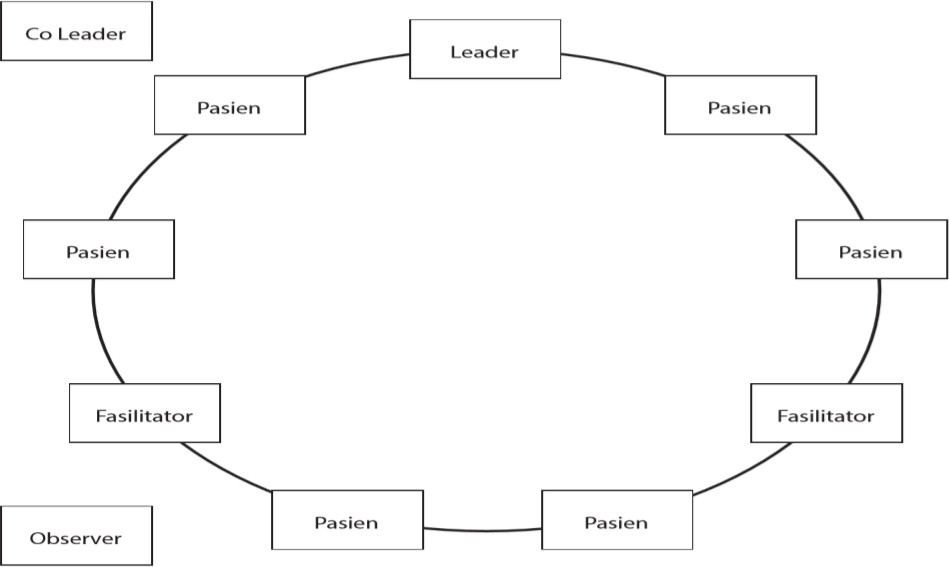 Co Leader
Leader
Pasien
Pasien
Pasien
Pasien
Fasilitator
Fasilitator
Pasien
Pasien
Observer